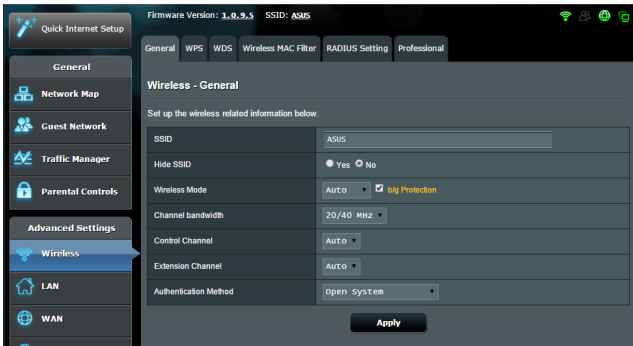 Quick Internet Setup
General
Network Map
Guest Network
Traffic Manager
Parental Controls
Advanced Settings
Wireless
LAN
WAN
Firmware Version: 1.0.9.5 SSID: ASUS
General WPS WDS Wireless MAC Filter RADIUS Setting Professional
Wireless - General
Set up the wireless related information below.
SSID ASUS
Hide SSID Yes No
Wireless Mode Auto b/g Protection
Channel bandwidth 20/40 MHz
Control Channel Auto
Extension Channel Auto
Authentication Method Open System
Apply